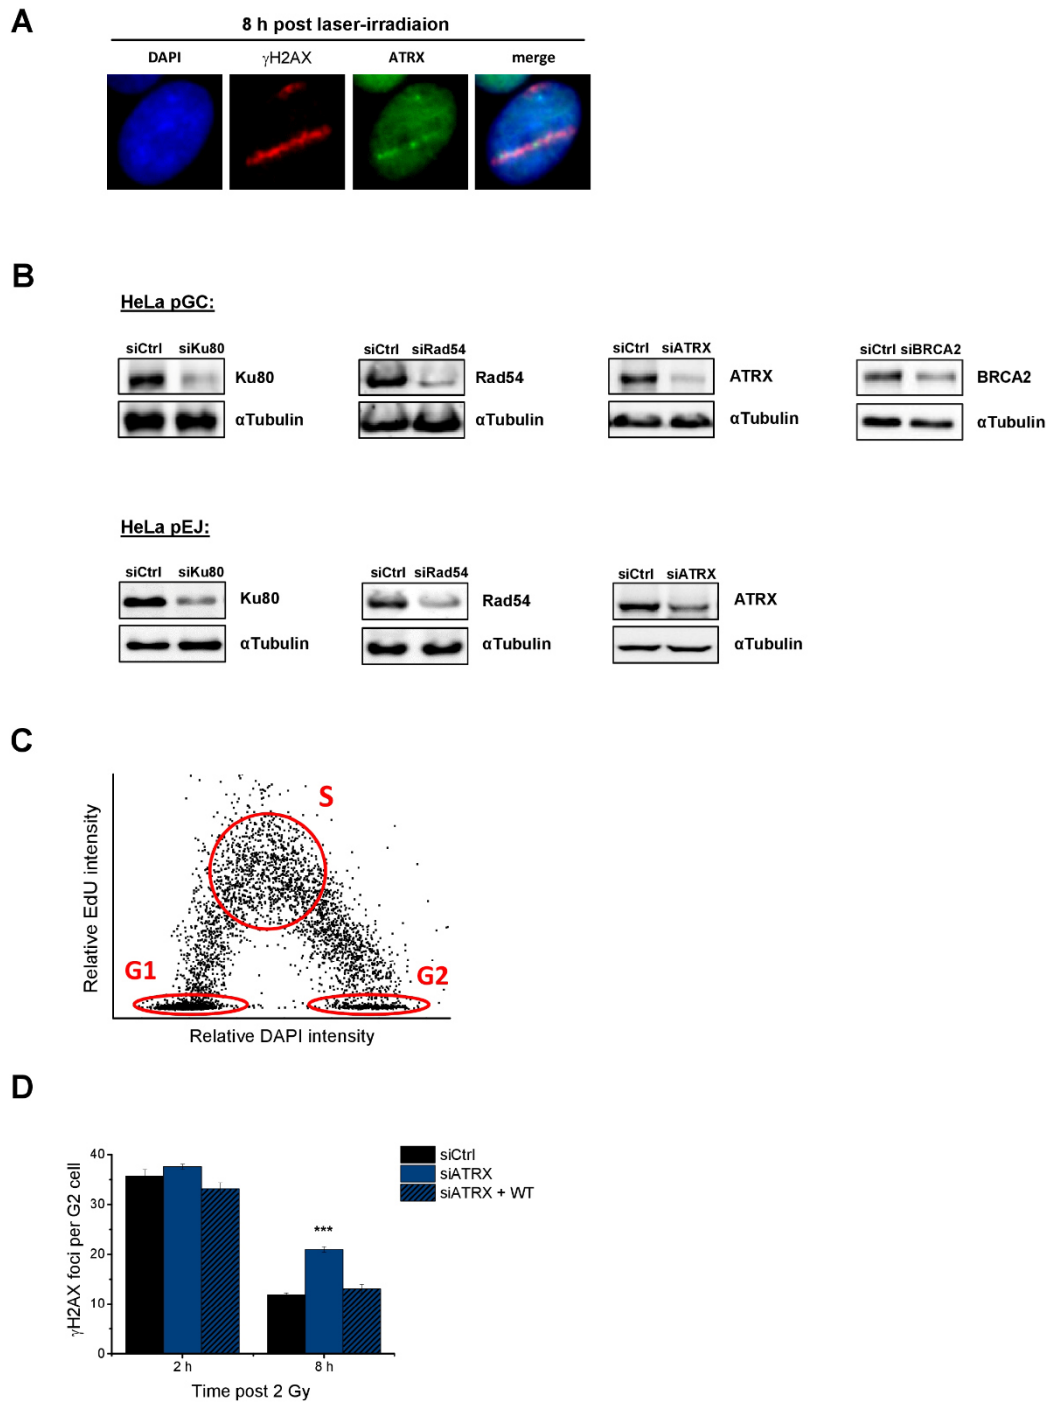 A
8 h post laser-irradiaion
DAPI γH2AX ATRX merge
B
HeLa pGC:
siCtrl siKu80 Ku80 αTubulin
siCtrl siRad54 Rad54 αTubulin
siCtrl siATRX ATRX αTubulin
siCtrl siBRCA2 BRCA2 αTubulin
HeLa pEJ:
siCtrl siKu80 Ku80 αTubulin
siCtrl siRad54 Rad54 αTubulin
siCtrl siATRX ATRX αTubulin
C
Relative EdU intensity
S
G1
G2
Relative DAPI intensity
D
γH2AX foci per G2 cell
40
30
20
10
0
***
siCtrl
siATRX
siATRX + WT
2 h 8 h
Time post 2 Gy